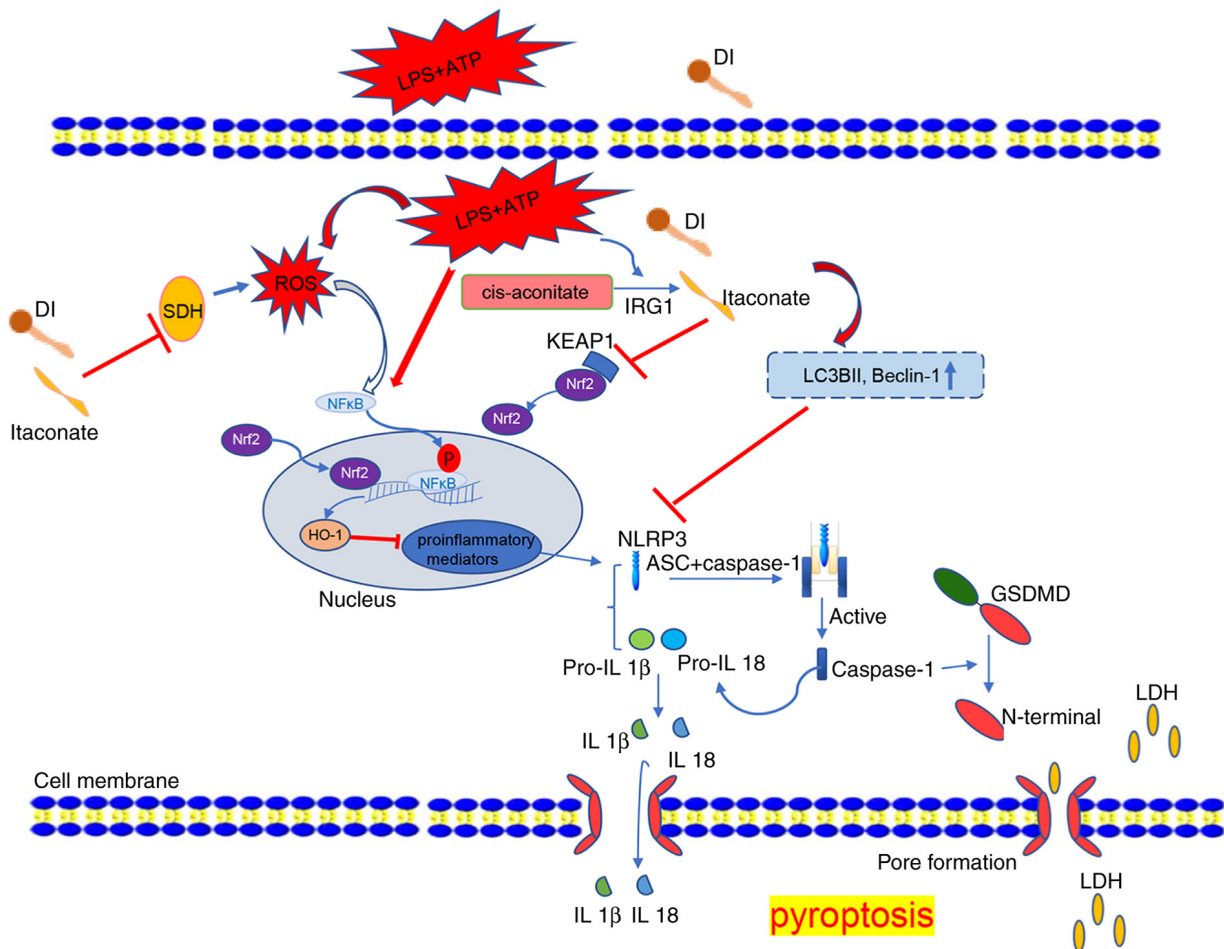 LPS+ATP
DI
LPS+ATP
DI
ROS
cis-aconitate
IRG1
Itaconate
SDH
DI
KEAP1
Nrf2
LC3BII, Beclin-1
Itaconate
NFκB
Nrf2
Nrf2
P
Nrf2
NFκB
HO-1
proinflammatory
mediators
Nucleus
NLRP3
ASC+caspase-1
Active
GSDMD
Pro-IL 1β
Pro-IL 18
Caspase-1
N-terminal
LDH
IL 1β
IL 18
Cell membrane
Pore formation
IL 1β
IL 18
pyroptosis
LDH